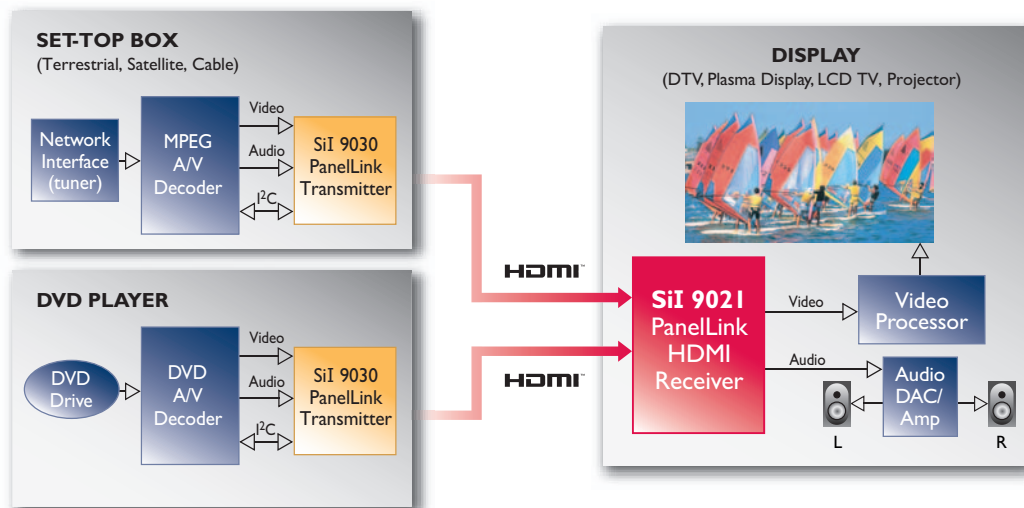 SET-TOP BOX
(Terrestrial, Satellite, Cable)
Network
Interface
(tuner)
MPEG
A/V
Decoder
Video
Audio
I²C
SiI 9030
PanelLink
Transmitter
DVD PLAYER
DVD
Drive
DVD
A/V
Decoder
Video
Audio
I²C
SiI 9030
PanelLink
Transmitter
HDMI™
HDMI™
DISPLAY
(DTV, Plasma Display, LCD TV, Projector)
SiI 9021
PanelLink
HDMI
Receiver
Video
Video
Processor
Audio
Audio
DAC/
Amp
L
R